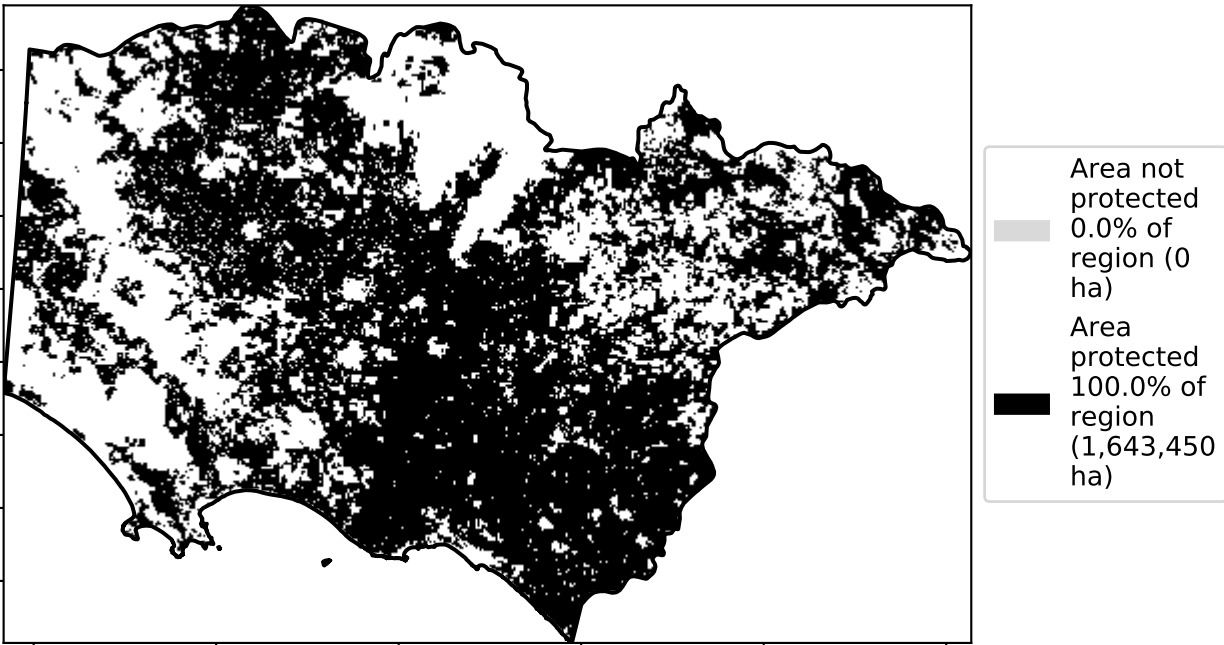 Area not
protected
0.0% of
region (0
ha)
Area
protected
100.0% of
region
(1,643,450
ha)